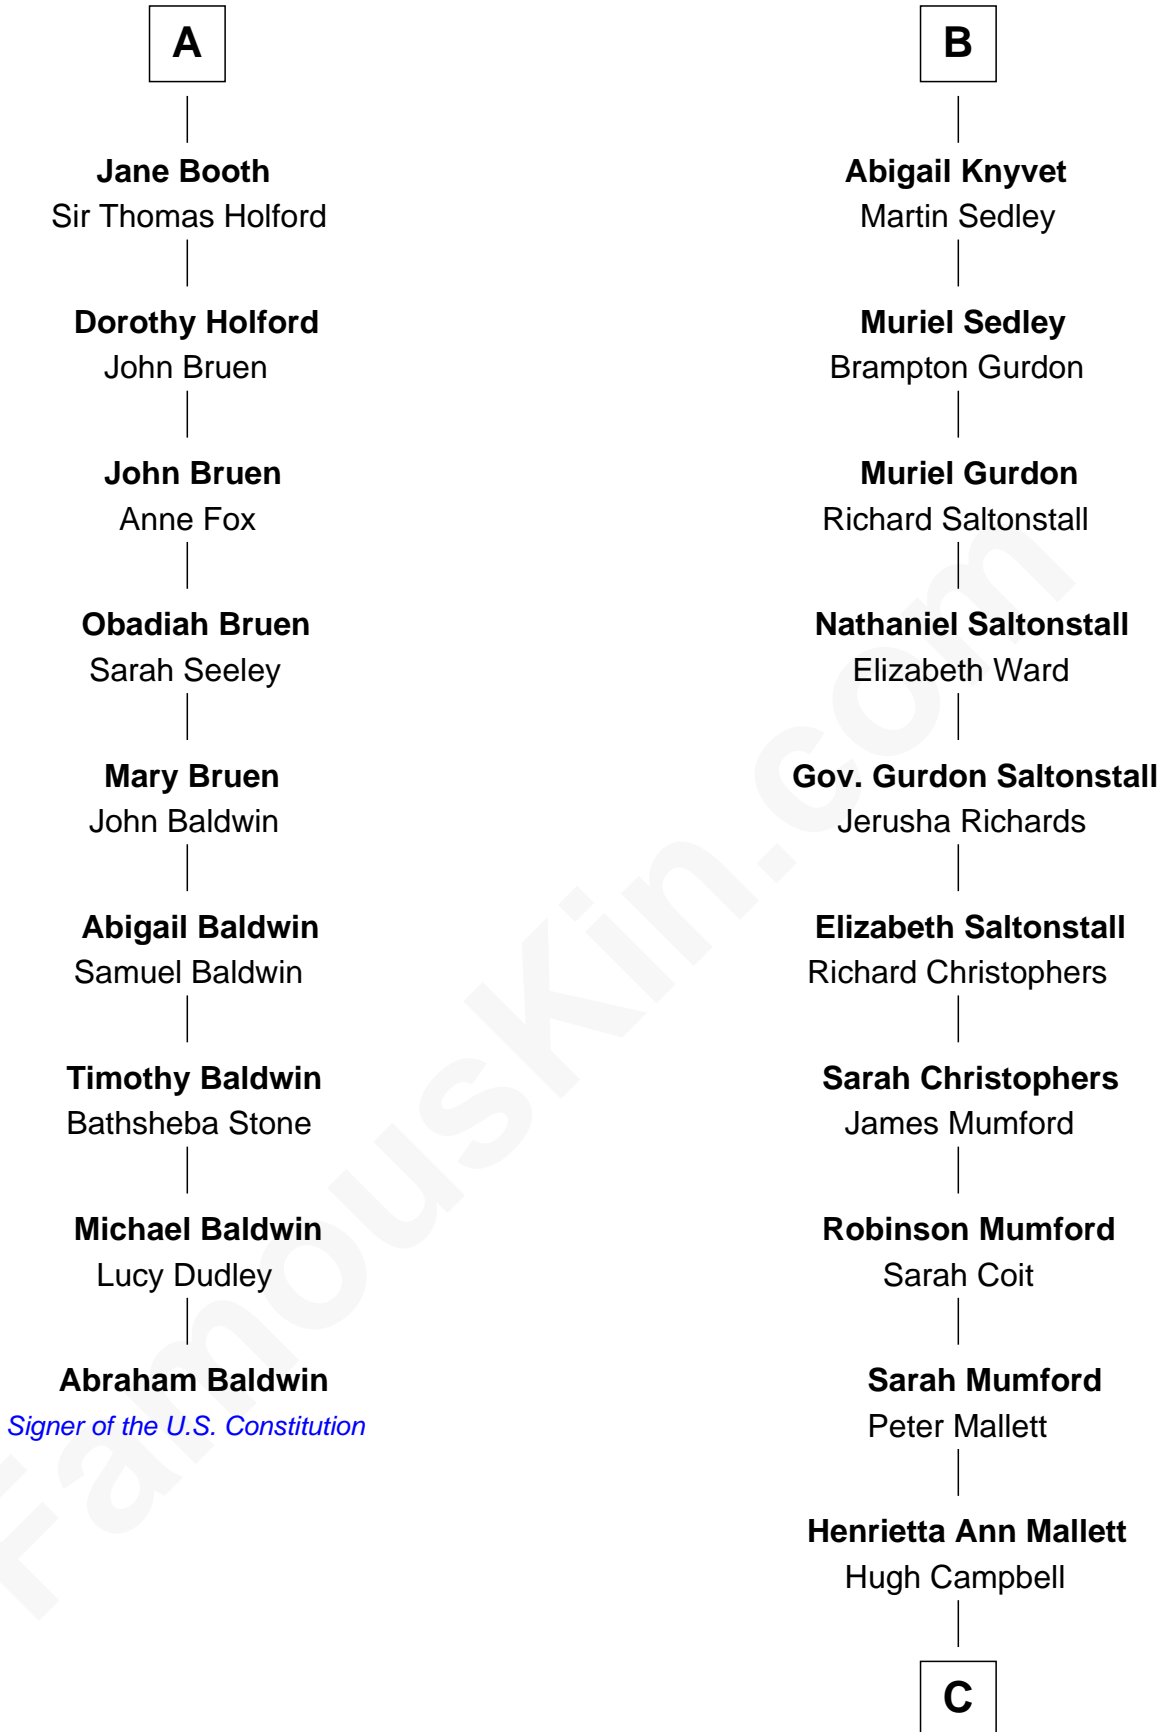 A
Jane Booth
Sir Thomas Holford
Dorothy Holford
John Bruen
John Bruen
Anne Fox
Obadiah Bruen
Sarah Seeley
Mary Bruen
John Baldwin
Abigail Baldwin
Samuel Baldwin
Timothy Baldwin
Bathsheba Stone
Michael Baldwin
Lucy Dudley
Abraham Baldwin
Signer of the U.S. Constitution
B
Abigail Knyvet
Martin Sedley
Muriel Sedley
Brampton Gurdon
Muriel Gurdon
Richard Saltonstall
Nathaniel Saltonstall
Elizabeth Ward
Gov. Gurdon Saltonstall
Jerusha Richards
Elizabeth Saltonstall
Richard Christophers
Sarah Christophers
James Mumford
Robinson Mumford
Sarah Coit
Sarah Mumford
Peter Mallett
Henrietta Ann Mallett
Hugh Campbell
C
FamousKin.com